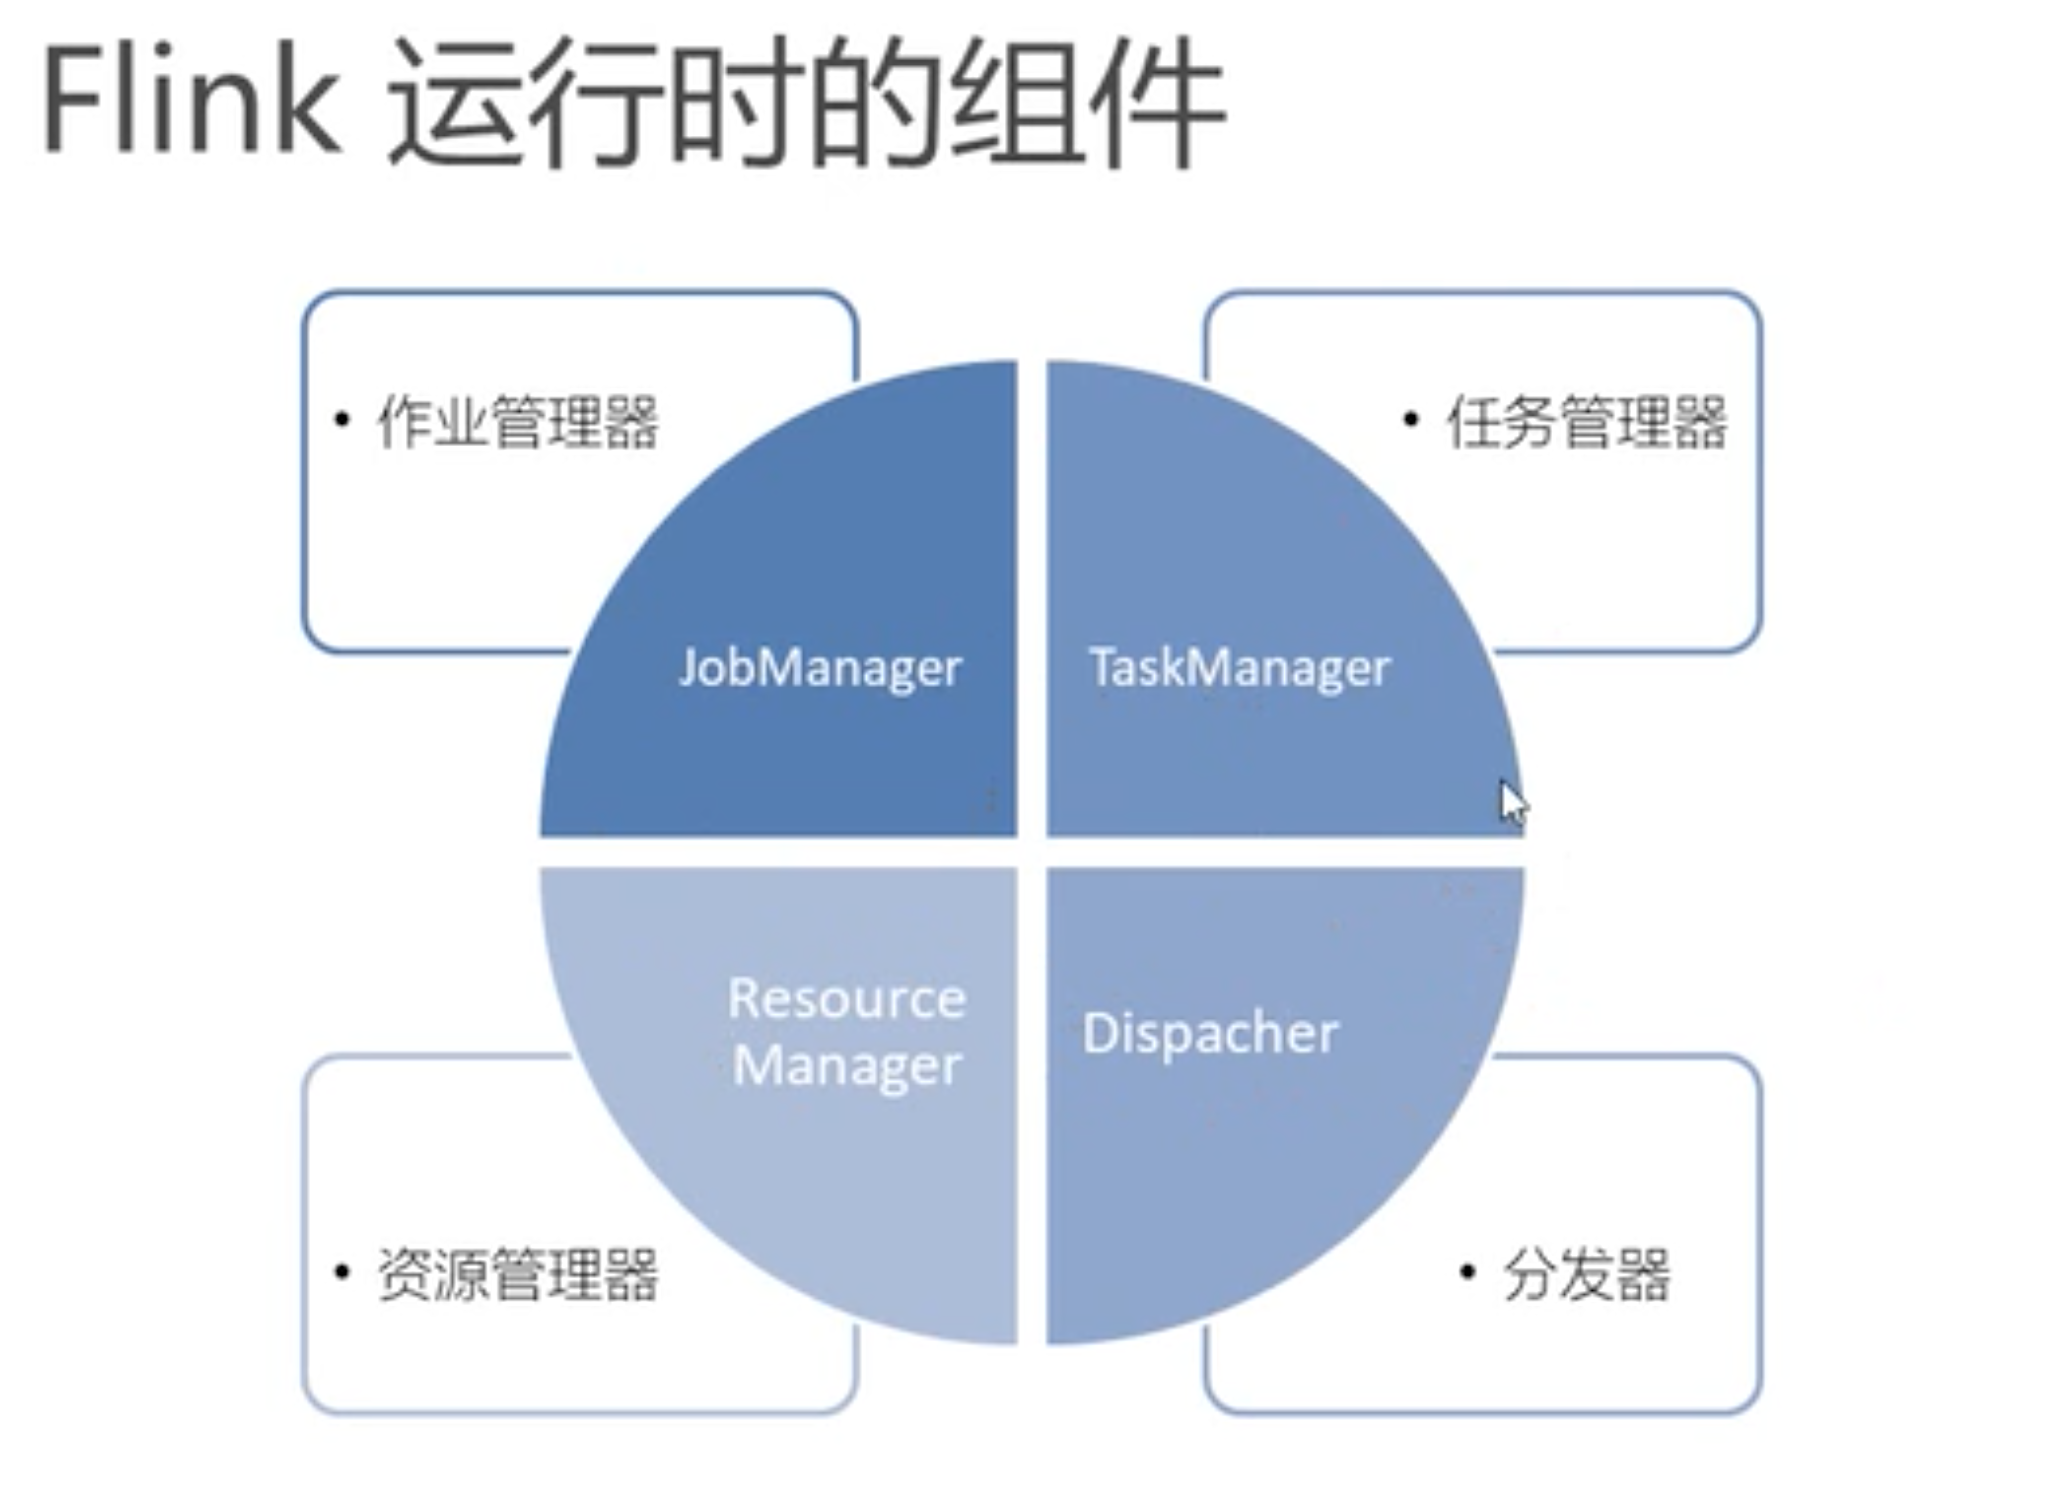 Flink 运行时的组件
• 作业管理器
• 任务管理器
JobManager
TaskManager
Resource
Manager
Dispacher
• 资源管理器
• 分发器